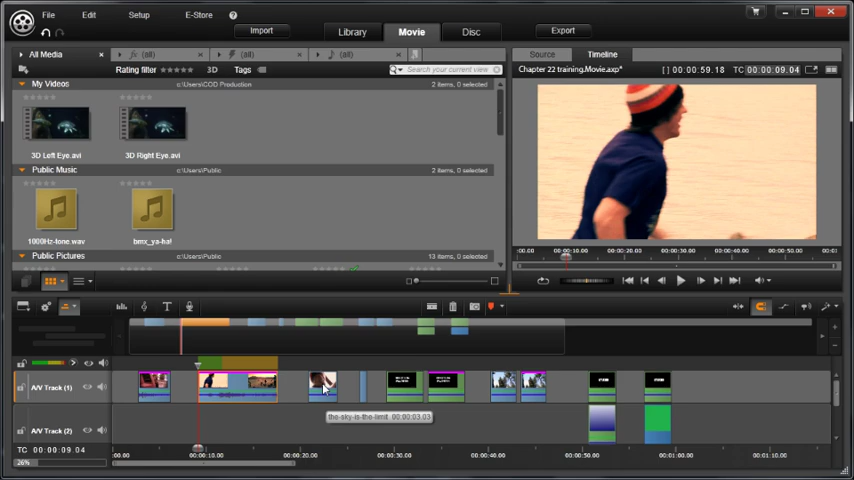 File Edit Setup E-Store ?
Import Library Movie Disc Export
All Media × (all) × (all) × (all) ×
Source Timeline
Rating filter 3D Tags Search your current view
Chapter 22 training.Movie.axp* [ ] 00:00:59.18 TC 00:00:09.04
My Videos c:\Users\COD Production 2 items, 0 selected
3D Left Eye.avi 3D Right Eye.avi
Public Music c:\Users\Public 2 items, 0 selected
1000Hz-tone.wav bmx_ya-ha!
Public Pictures c:\Users\Public 13 items, 0 selected
:00.00 00:00:10.00 00:00:20.00 00:00:30.00 00:00:40.00 00:00:50.00 00:01
A/V Track (1)
the-sky-is-the-limit 00:00:03.03
A/V Track (2)
TC 00:00:09.04 :00.00 00:00:10.00 00:00:20.00 00:00:30.00 00:00:40.00 00:00:50.00 00:01:00.00 00:01:10.00
26%